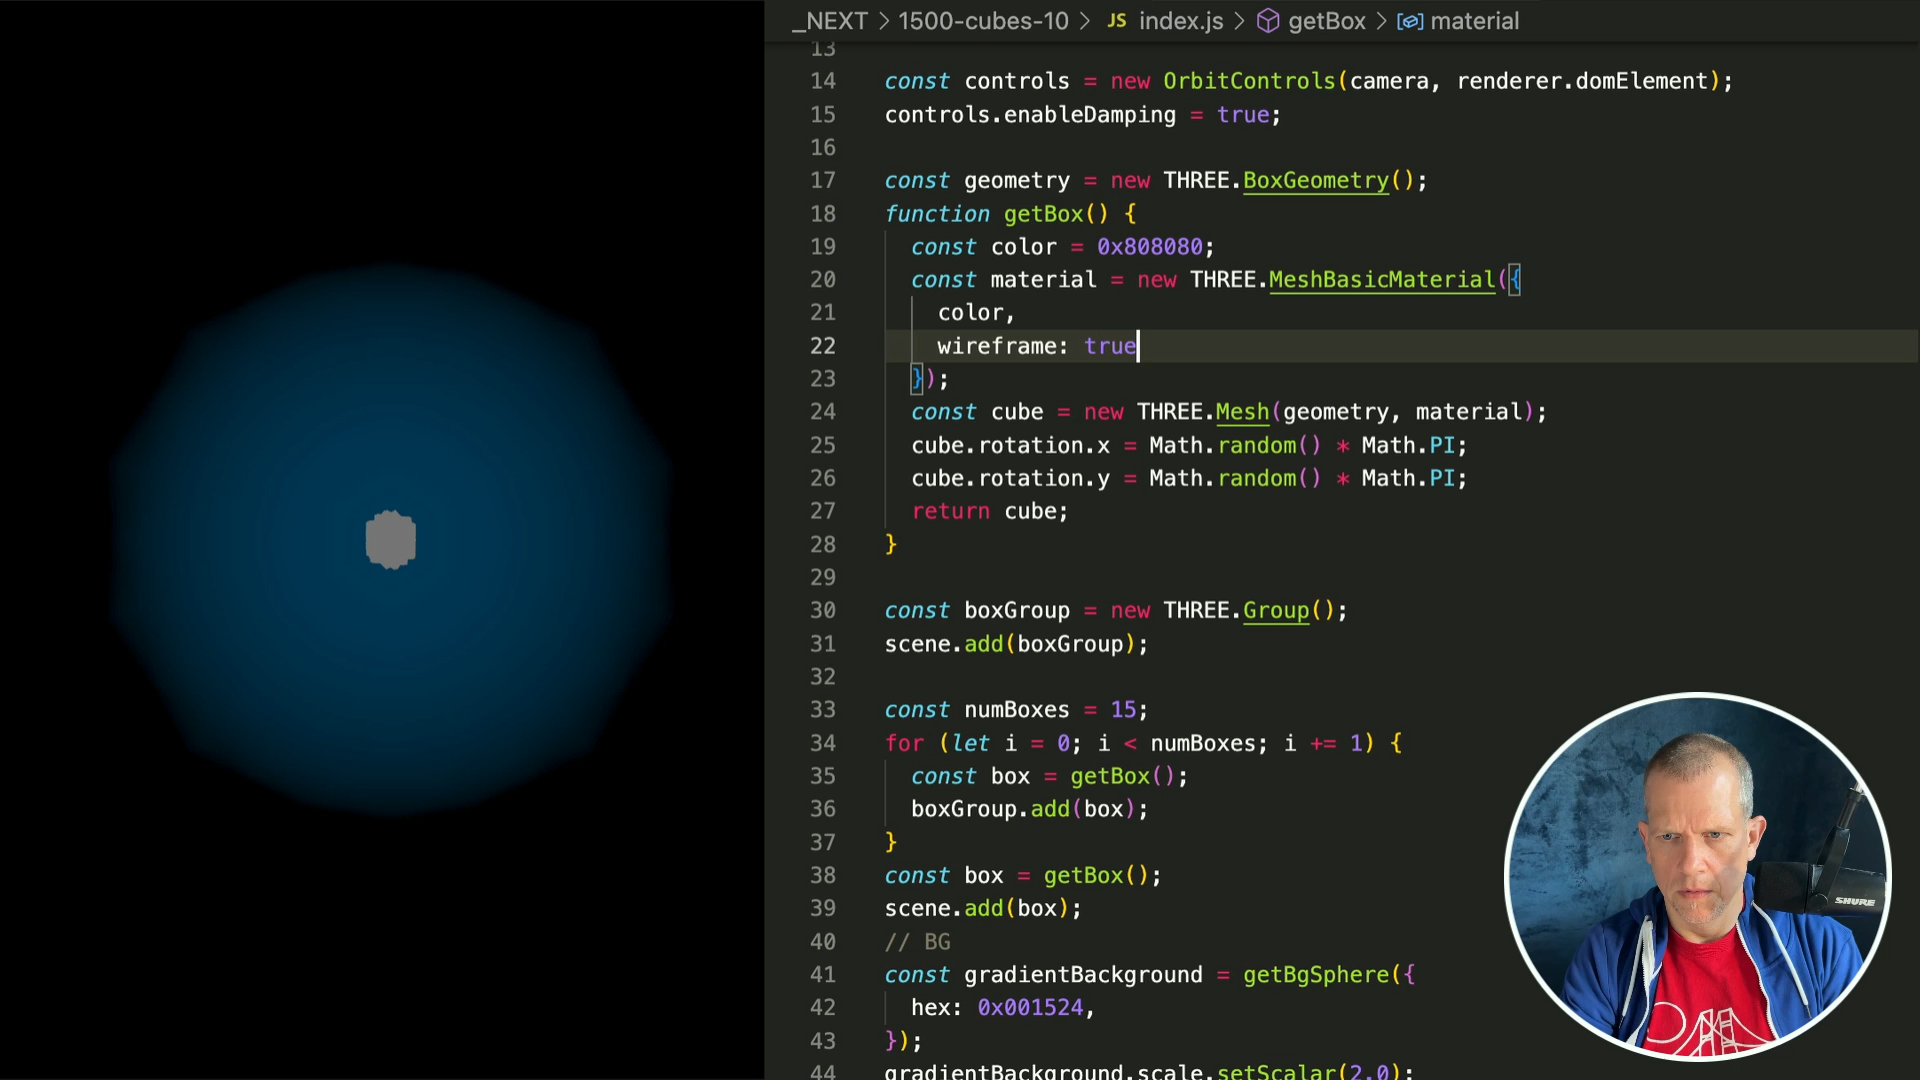 _NEXT > 1500-cubes-10 > JS index.js > getBox > material
13
14 const controls = new OrbitControls(camera, renderer.domElement);
15 controls.enableDamping = true;
16
17 const geometry = new THREE.BoxGeometry();
18 function getBox() {
19 const color = 0x808080;
20 const material = new THREE.MeshBasicMaterial({
21 color,
22 wireframe: true
23 });
24 const cube = new THREE.Mesh(geometry, material);
25 cube.rotation.x = Math.random() * Math.PI;
26 cube.rotation.y = Math.random() * Math.PI;
27 return cube;
28 }
29
30 const boxGroup = new THREE.Group();
31 scene.add(boxGroup);
32
33 const numBoxes = 15;
34 for (let i = 0; i < numBoxes; i += 1) {
35 const box = getBox();
36 boxGroup.add(box);
37 }
38 const box = getBox();
39 scene.add(box);
40 // BG
41 const gradientBackground = getBgSphere({
42 hex: 0x001524,
43 });
44 gradientBackground.scale.setScalar(2.0);
SHURE